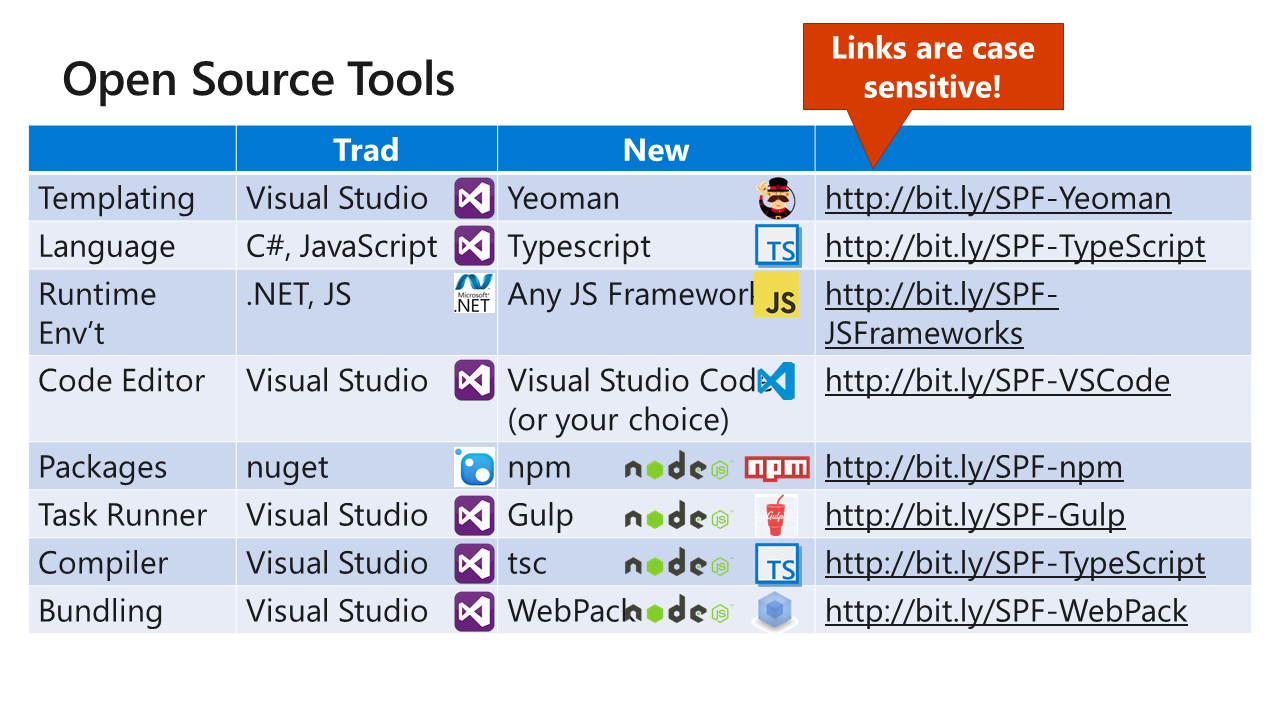 Links are case
sensitive!
Open Source Tools
Trad New
Templating Visual Studio Yeoman http://bit.ly/SPF-Yeoman
Language C#, JavaScript Typescript TS http://bit.ly/SPF-TypeScript
Runtime .NET, JS Microsoft® .NET Any JS Framework JS http://bit.ly/SPF-
Env’t JSFrameworks
Code Editor Visual Studio Visual Studio Code http://bit.ly/SPF-VSCode
(or your choice)
Packages nuget npm node JS npm http://bit.ly/SPF-npm
Task Runner Visual Studio Gulp node JS Gulp http://bit.ly/SPF-Gulp
Compiler Visual Studio tsc node JS TS http://bit.ly/SPF-TypeScript
Bundling Visual Studio WebPack node JS http://bit.ly/SPF-WebPack